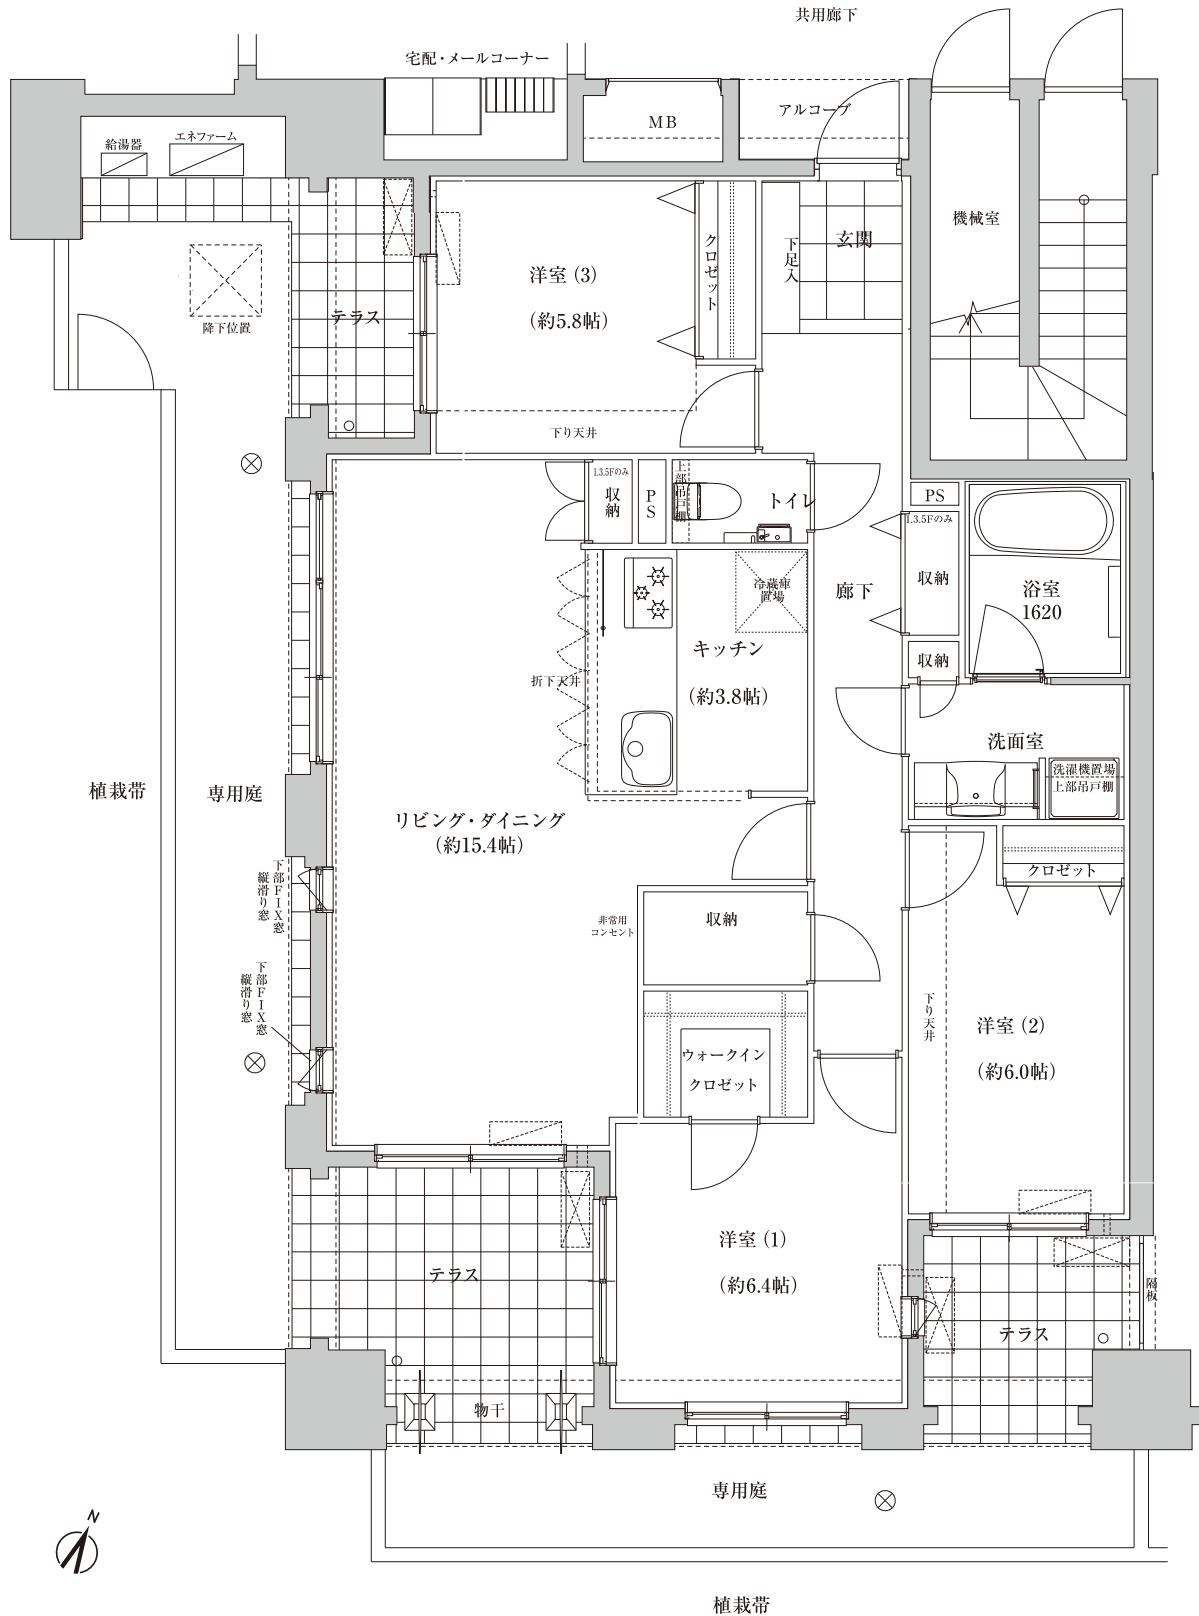 共用廊下
宅配・メールコーナー
アルコーブ
MB
給湯器
エネファーム
機械室
クロゼット
下足入
玄関
洋室（3）
（約5.8帖）
テラス
降下位置
下り天井
1.3.5Fのみ
収納
PS
上部吊戸棚
トイレ
PS
1.3.5Fのみ
収納
浴室
1620
廊下
冷蔵庫
置場
キッチン
（約3.8帖）
折下天井
収納
洗面室
洗濯機置場
上部吊戸棚
植栽帯
専用庭
リビング・ダイニング
（約15.4帖）
クロゼット
下部FIX窓
縦滑り窓
非常用
コンセント
収納
下部FIX窓
縦滑り窓
下り天井
洋室（2）
（約6.0帖）
ウォークイン
クロゼット
洋室（1）
（約6.4帖）
テラス
テラス
隔板
物干
専用庭
N
植栽帯